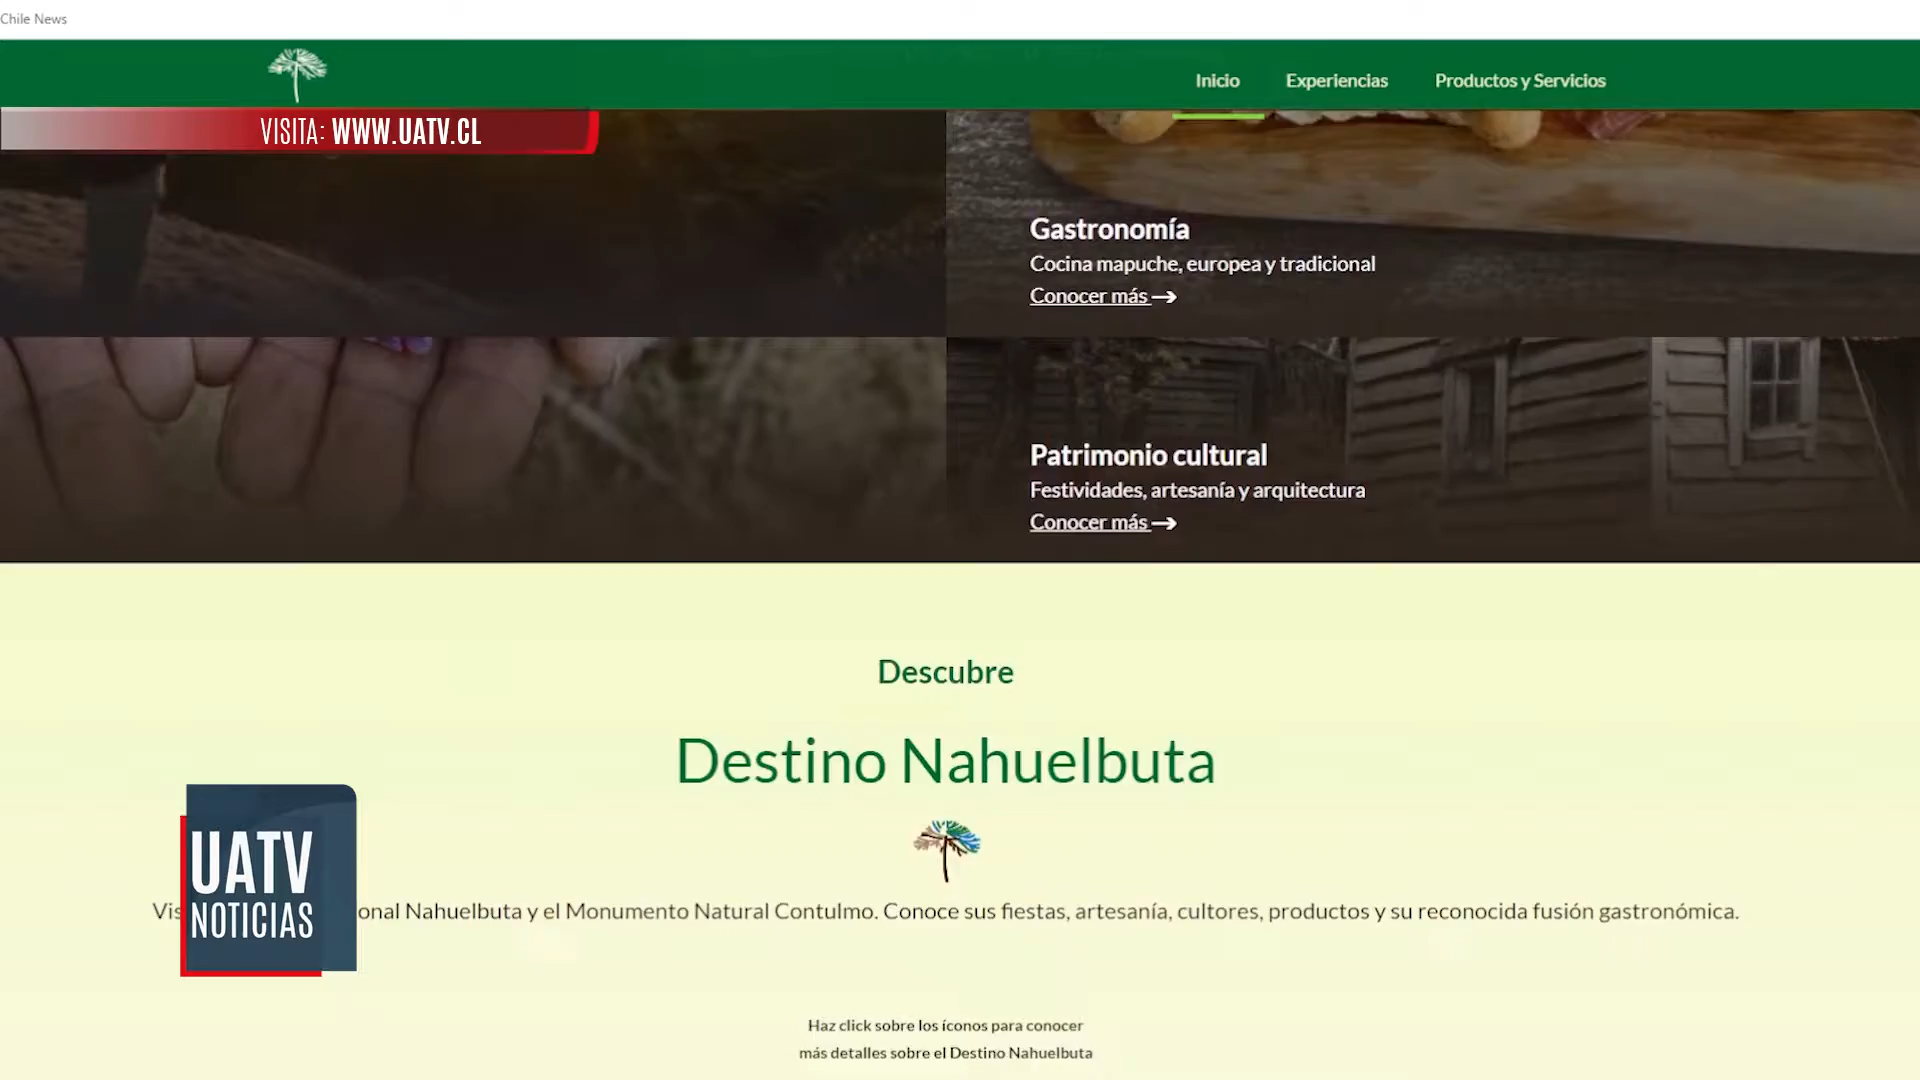 Chile News
Inicio Experiencias Productos y Servicios
VISITA: WWW.UATV.CL
Gastronomía
Cocina mapuche, europea y tradicional
Conocer más
Patrimonio cultural
Festividades, artesanía y arquitectura
Conocer más
Descubre
Destino Nahuelbuta
UATV
NOTICIAS
Vis onal Nahuelbuta y el Monumento Natural Contulmo. Conoce sus fiestas, artesanía, cultores, productos y su reconocida fusión gastronómica.
Haz click sobre los íconos para conocer
más detalles sobre el Destino Nahuelbuta